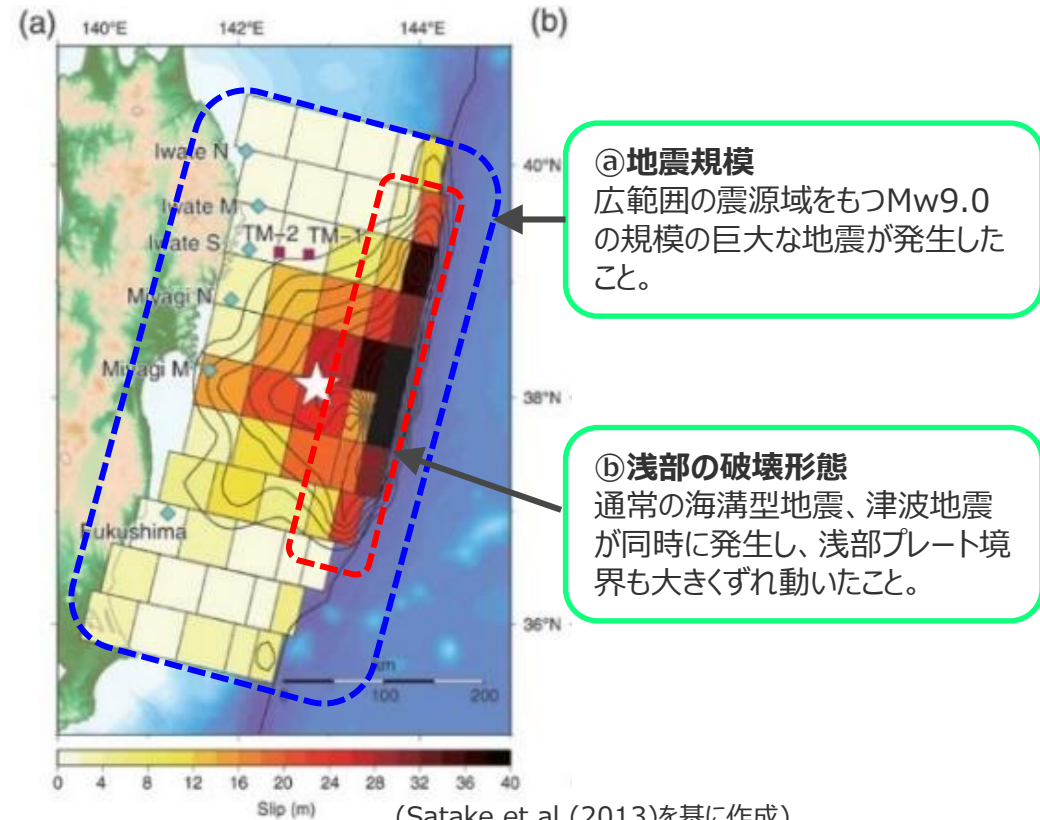 (a)
140°E
142°E
144°E
(b)
ⓐ地震規模
広範囲の震源域をもつMw9.0
の規模の巨大な地震が発生した
こと。
40°N
Iwate N
Iwate M
Iwate S
TM-2 TM-1
Miyagi N
Miyagi M
38°N
ⓑ浅部の破壊形態
通常の海溝型地震、津波地震
が同時に発生し、浅部プレート境
界も大きくずれ動いたこと。
Fukushima
36°N
km
0 100 200
0 4 8 12 16 20 24 28 32 36 40
Slip (m)
(Satake et al.(2013)を基に作成)